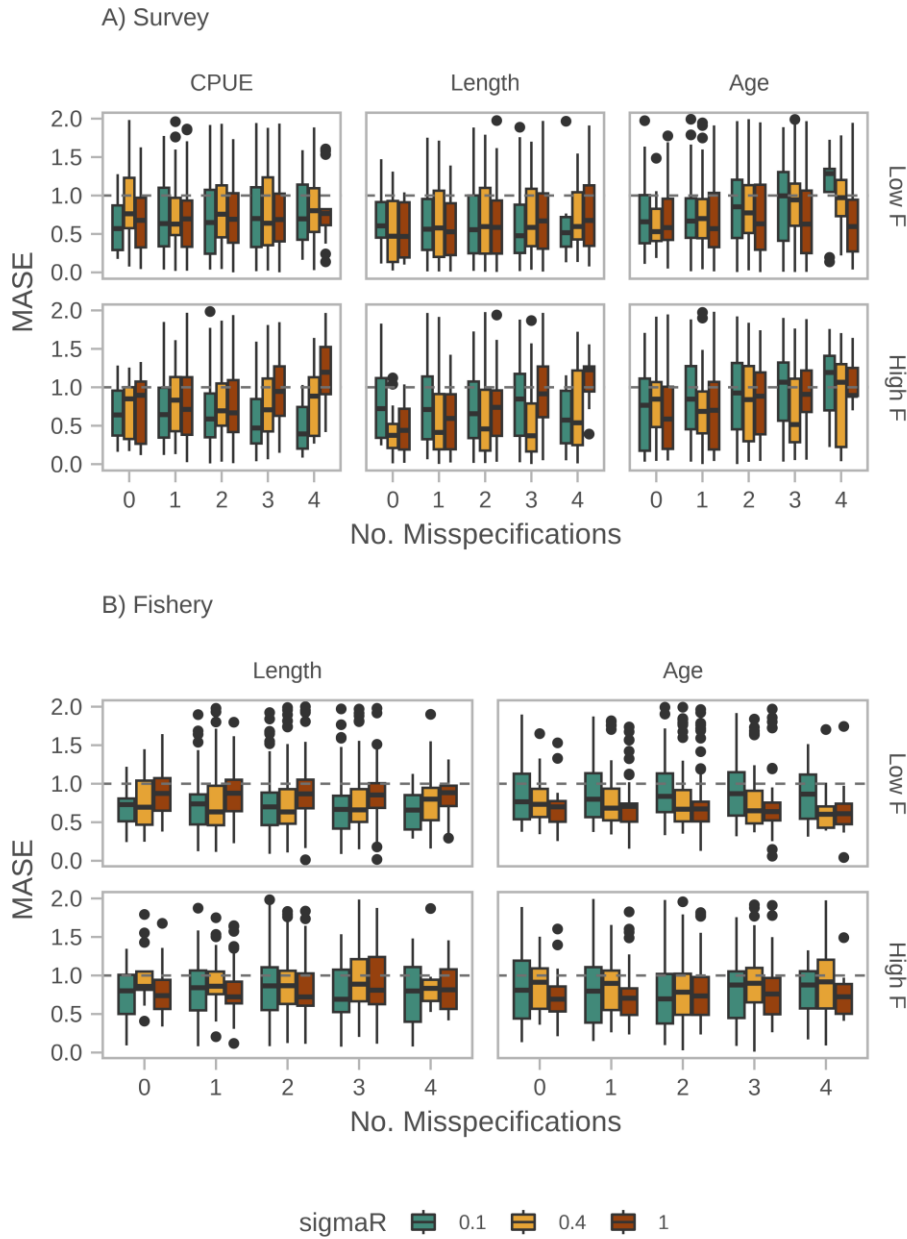 A) Survey
CPUE Length Age
2.0
1.5
1.0
0.5
0.0
Low F
MASE
2.0
1.5
1.0
0.5
0.0
High F
0 1 2 3 4 0 1 2 3 4 0 1 2 3 4
No. Misspecifications
B) Fishery
Length Age
2.0
1.5
1.0
0.5
0.0
Low F
MASE
2.0
1.5
1.0
0.5
0.0
High F
0 1 2 3 4 0 1 2 3 4
No. Misspecifications
sigmaR 0.1 0.4 1